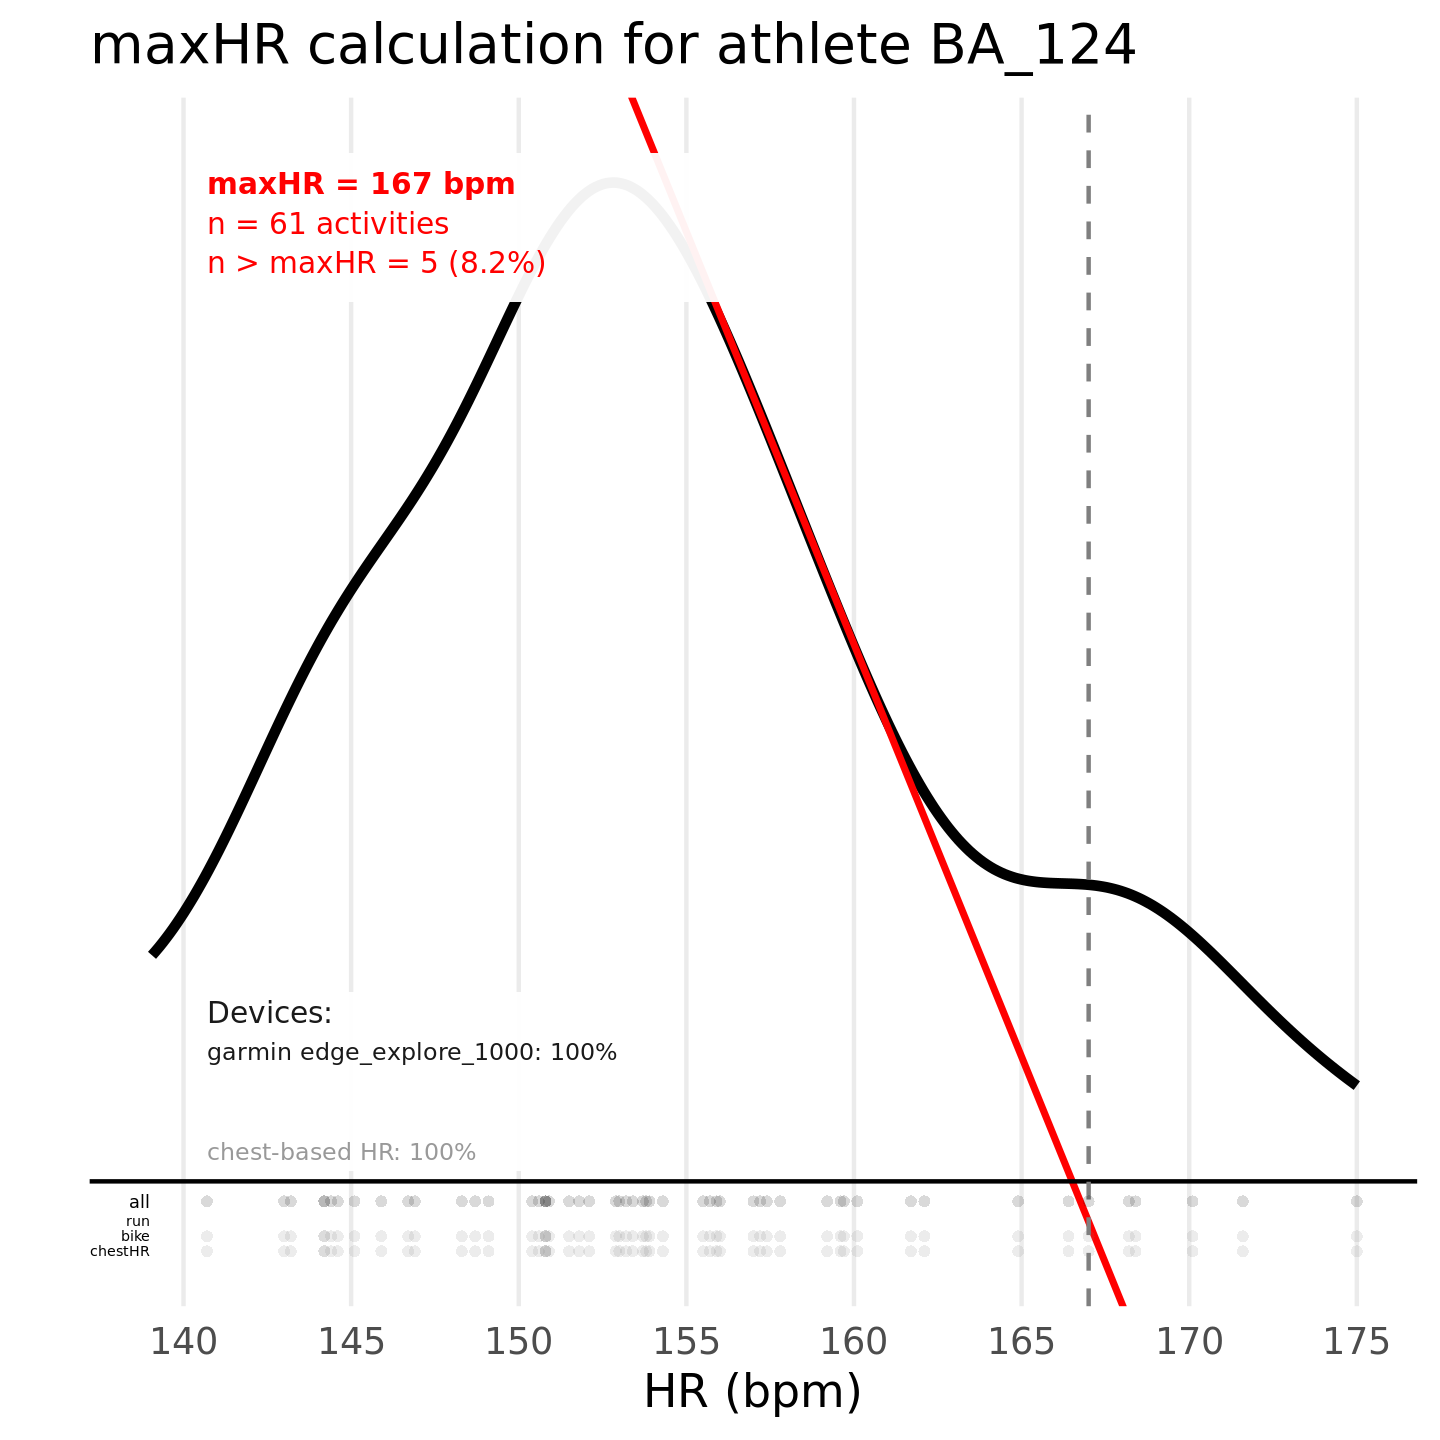 maxHR calculation for athlete BA_124
maxHR = 167 bpm
n = 61 activities
n > maxHR = 5 (8.2%)
Devices:
garmin edge_explore_1000: 100%
chest-based HR: 100%
all
run
bike
chestHR
140 145 150 155 160 165 170 175
HR (bpm)